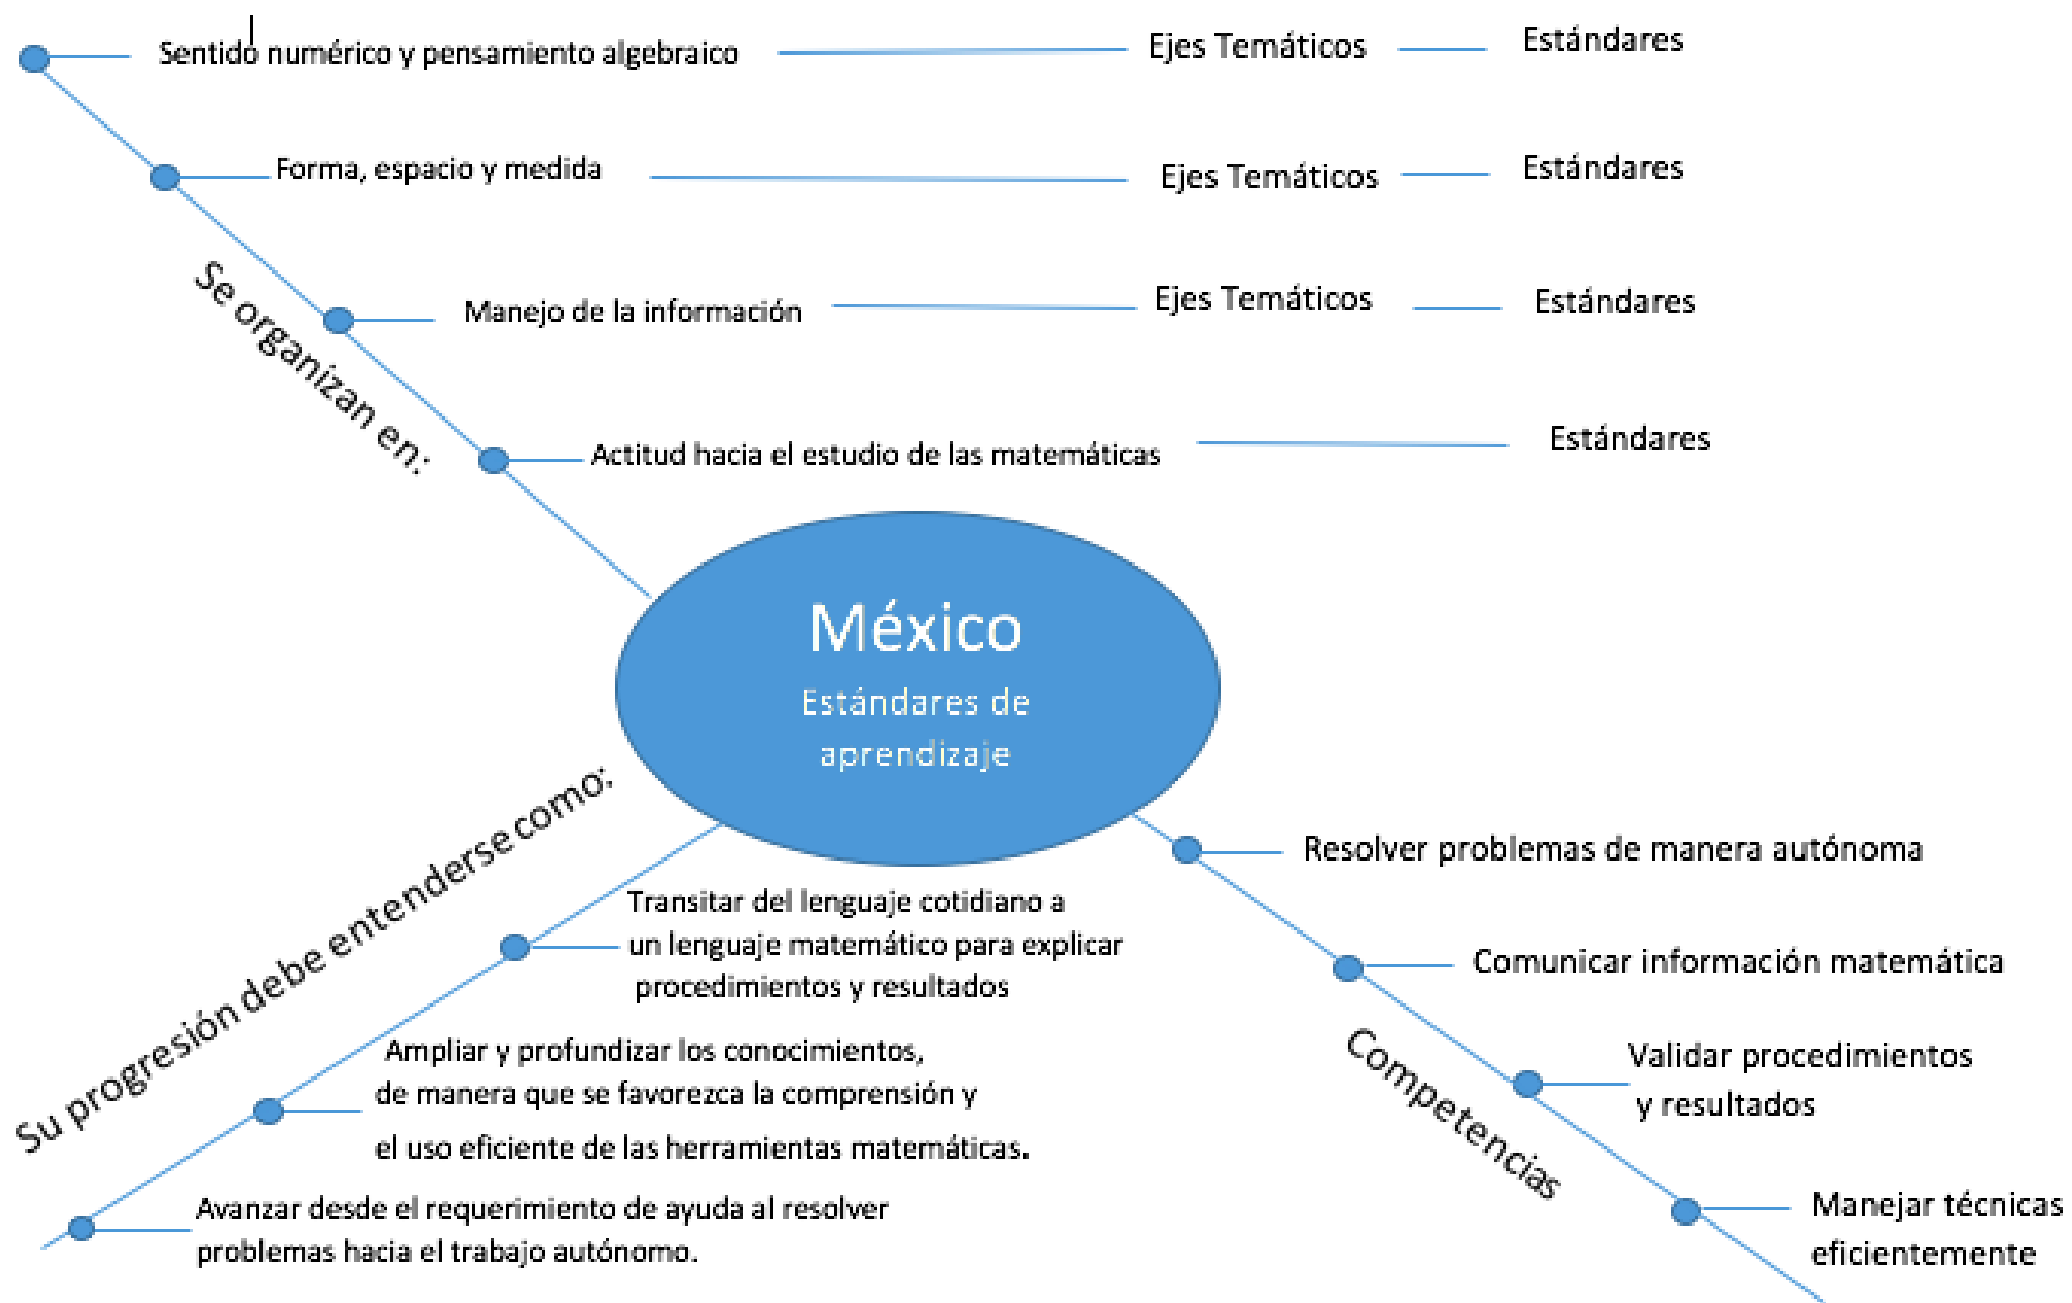 Sentido numérico y pensamiento algebraico
Ejes Temáticos
Estándares
Forma, espacio y medida
Ejes Temáticos
Estándares
Manejo de la información
Ejes Temáticos
Estándares
Actitud hacia el estudio de las matemáticas
Estándares
Se organizan en:
México
Estándares de
aprendizaje
Su progresión debe entenderse como:
Transitar del lenguaje cotidiano a
un lenguaje matemático para explicar
procedimientos y resultados
Ampliar y profundizar los conocimientos,
de manera que se favorezca la comprensión y
el uso eficiente de las herramientas matemáticas.
Avanzar desde el requerimiento de ayuda al resolver
problemas hacia el trabajo autónomo.
Competencias
Resolver problemas de manera autónoma
Comunicar información matemática
Validar procedimientos
y resultados
Manejar técnicas
eficientemente